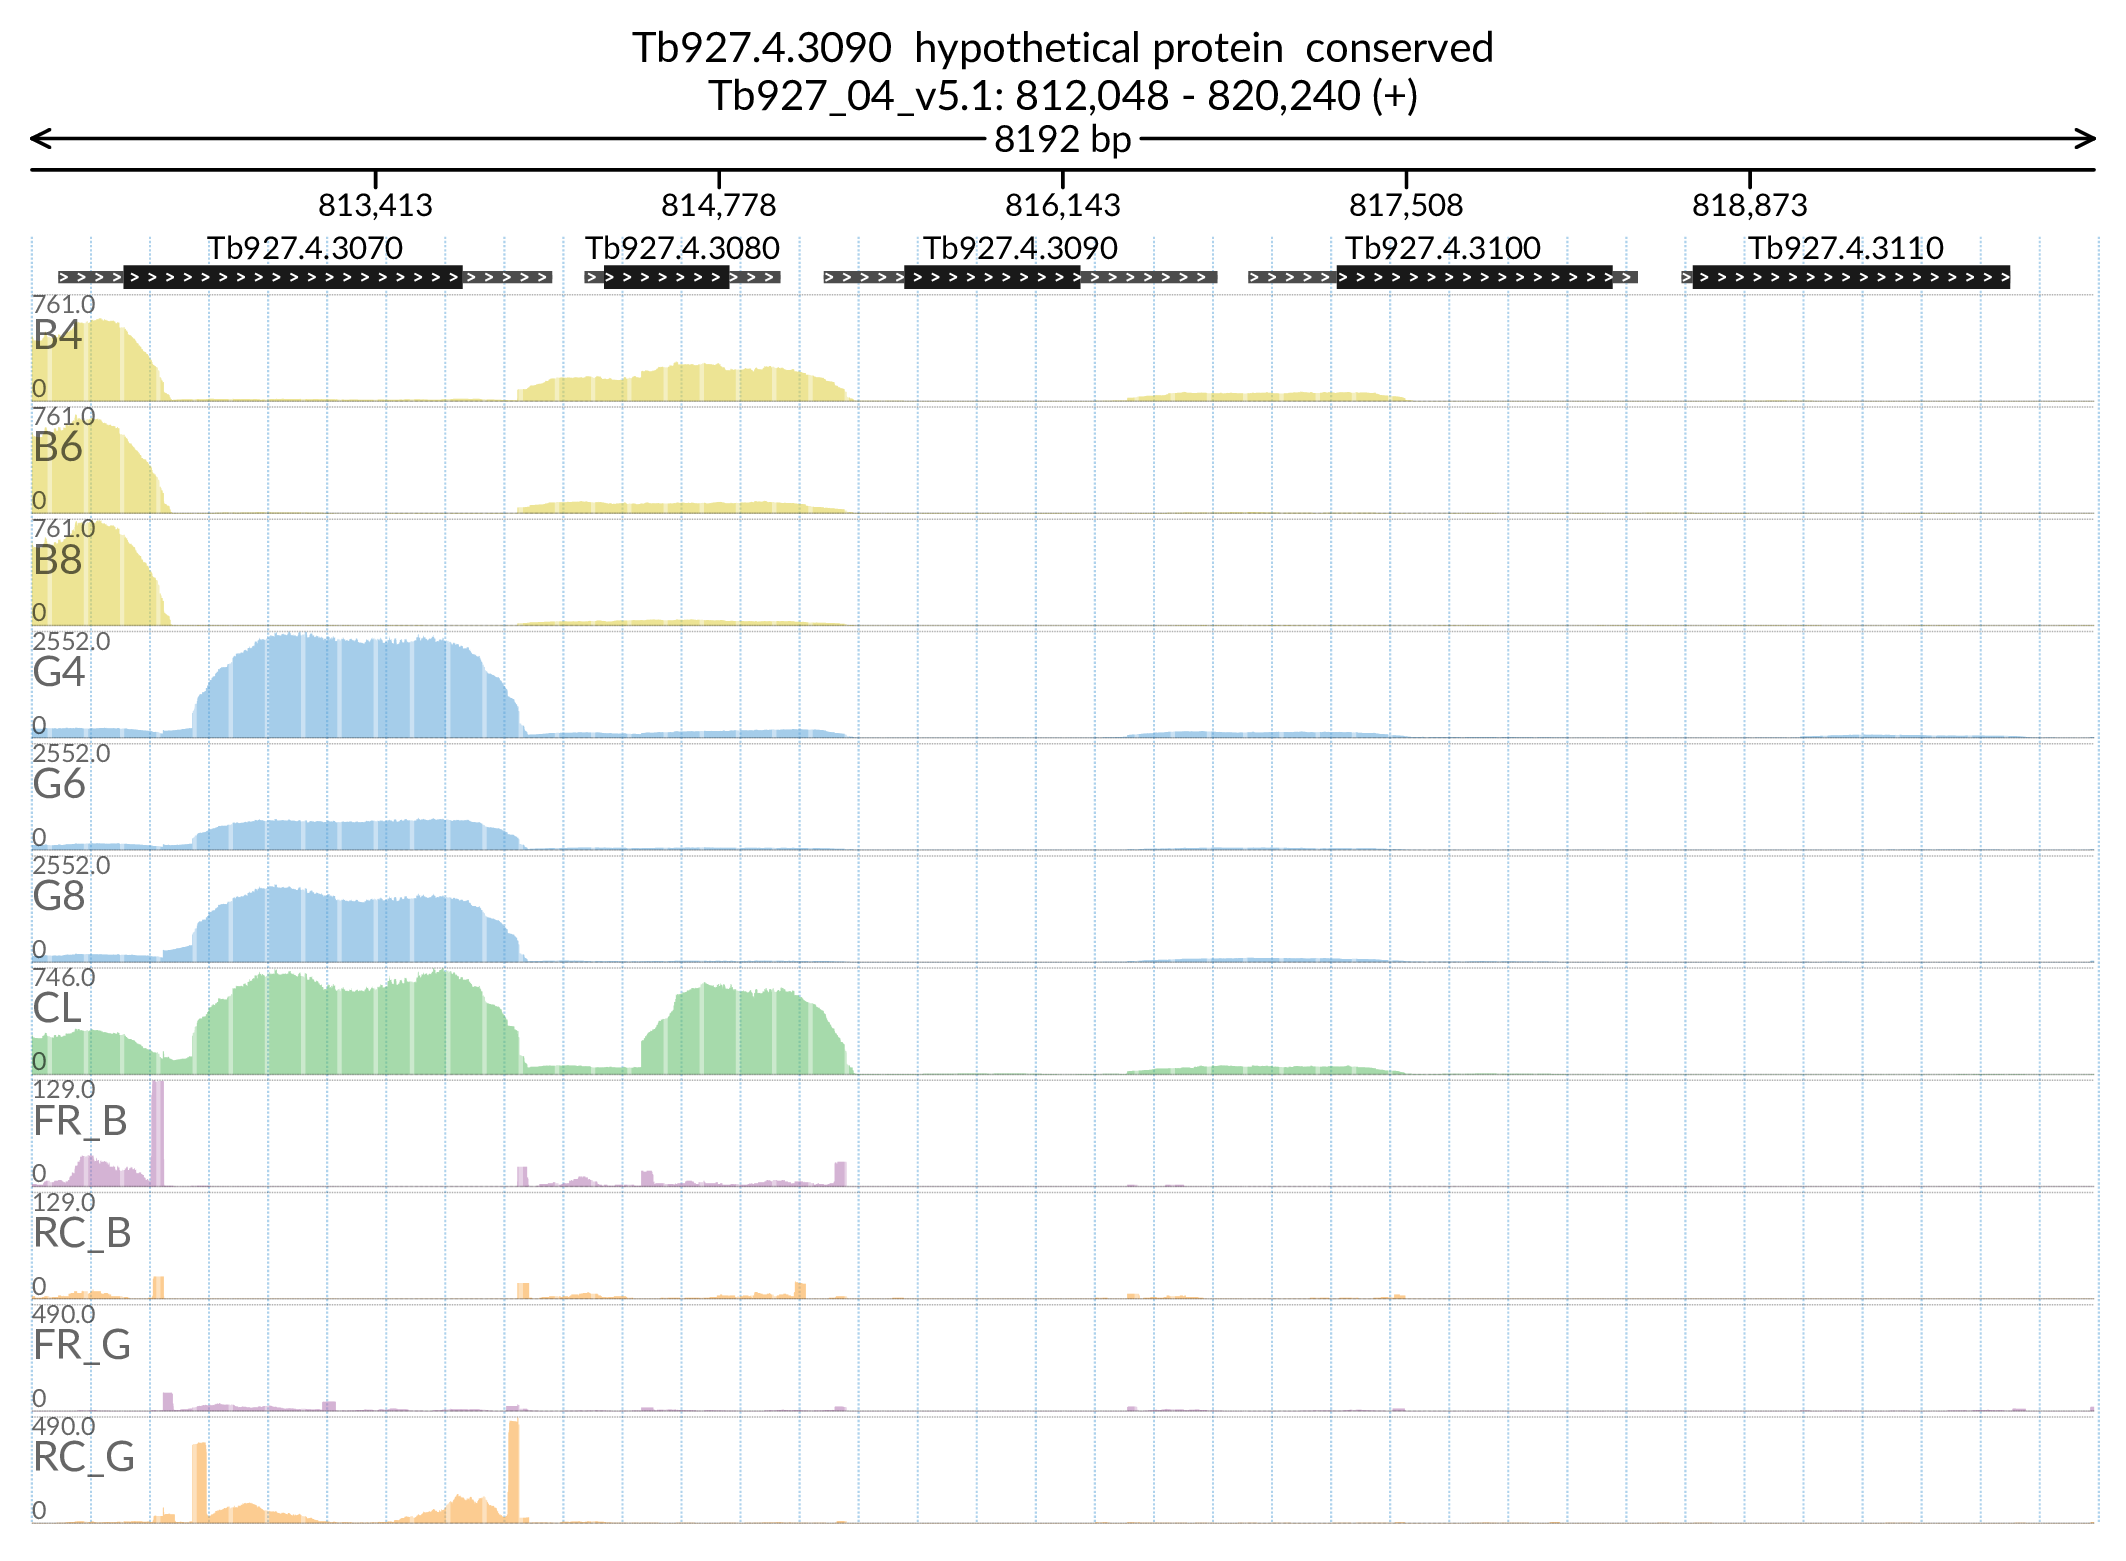 Tb927.4.3090 hypothetical protein conserved
Tb927_04_v5.1: 812,048 - 820,240 (+)
8192 bp
813,413 814,778 816,143 817,508 818,873
Tb927.4.3070 Tb927.4.3080 Tb927.4.3090 Tb927.4.3100 Tb927.4.3110
761.0
B4
0
761.0
B6
0
761.0
B8
0
2552.0
G4
0
2552.0
G6
0
2552.0
G8
0
746.0
CL
0
129.0
FR_B
0
129.0
RC_B
0
490.0
FR_G
0
490.0
RC_G
0